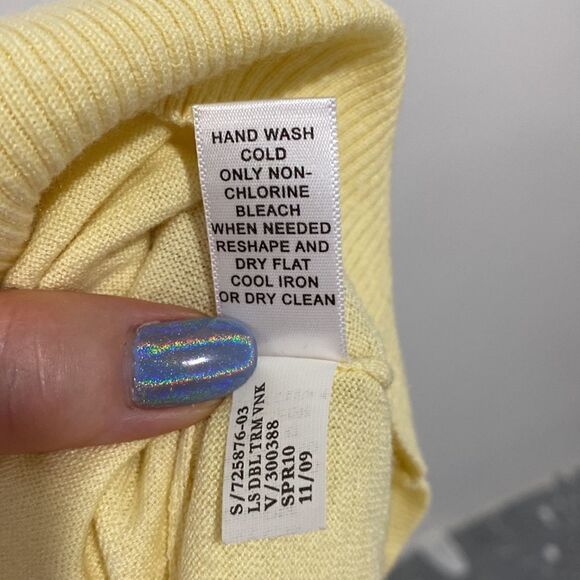 HAND WASH
COLD
ONLY NON-
CHLORINE
BLEACH
WHEN NEEDED
RESHAPE AND
DRY FLAT
COOL IRON
OR DRY CLEAN
S/725876-03
LS DBL TRM VNK
V/300388
SPR10
11/09